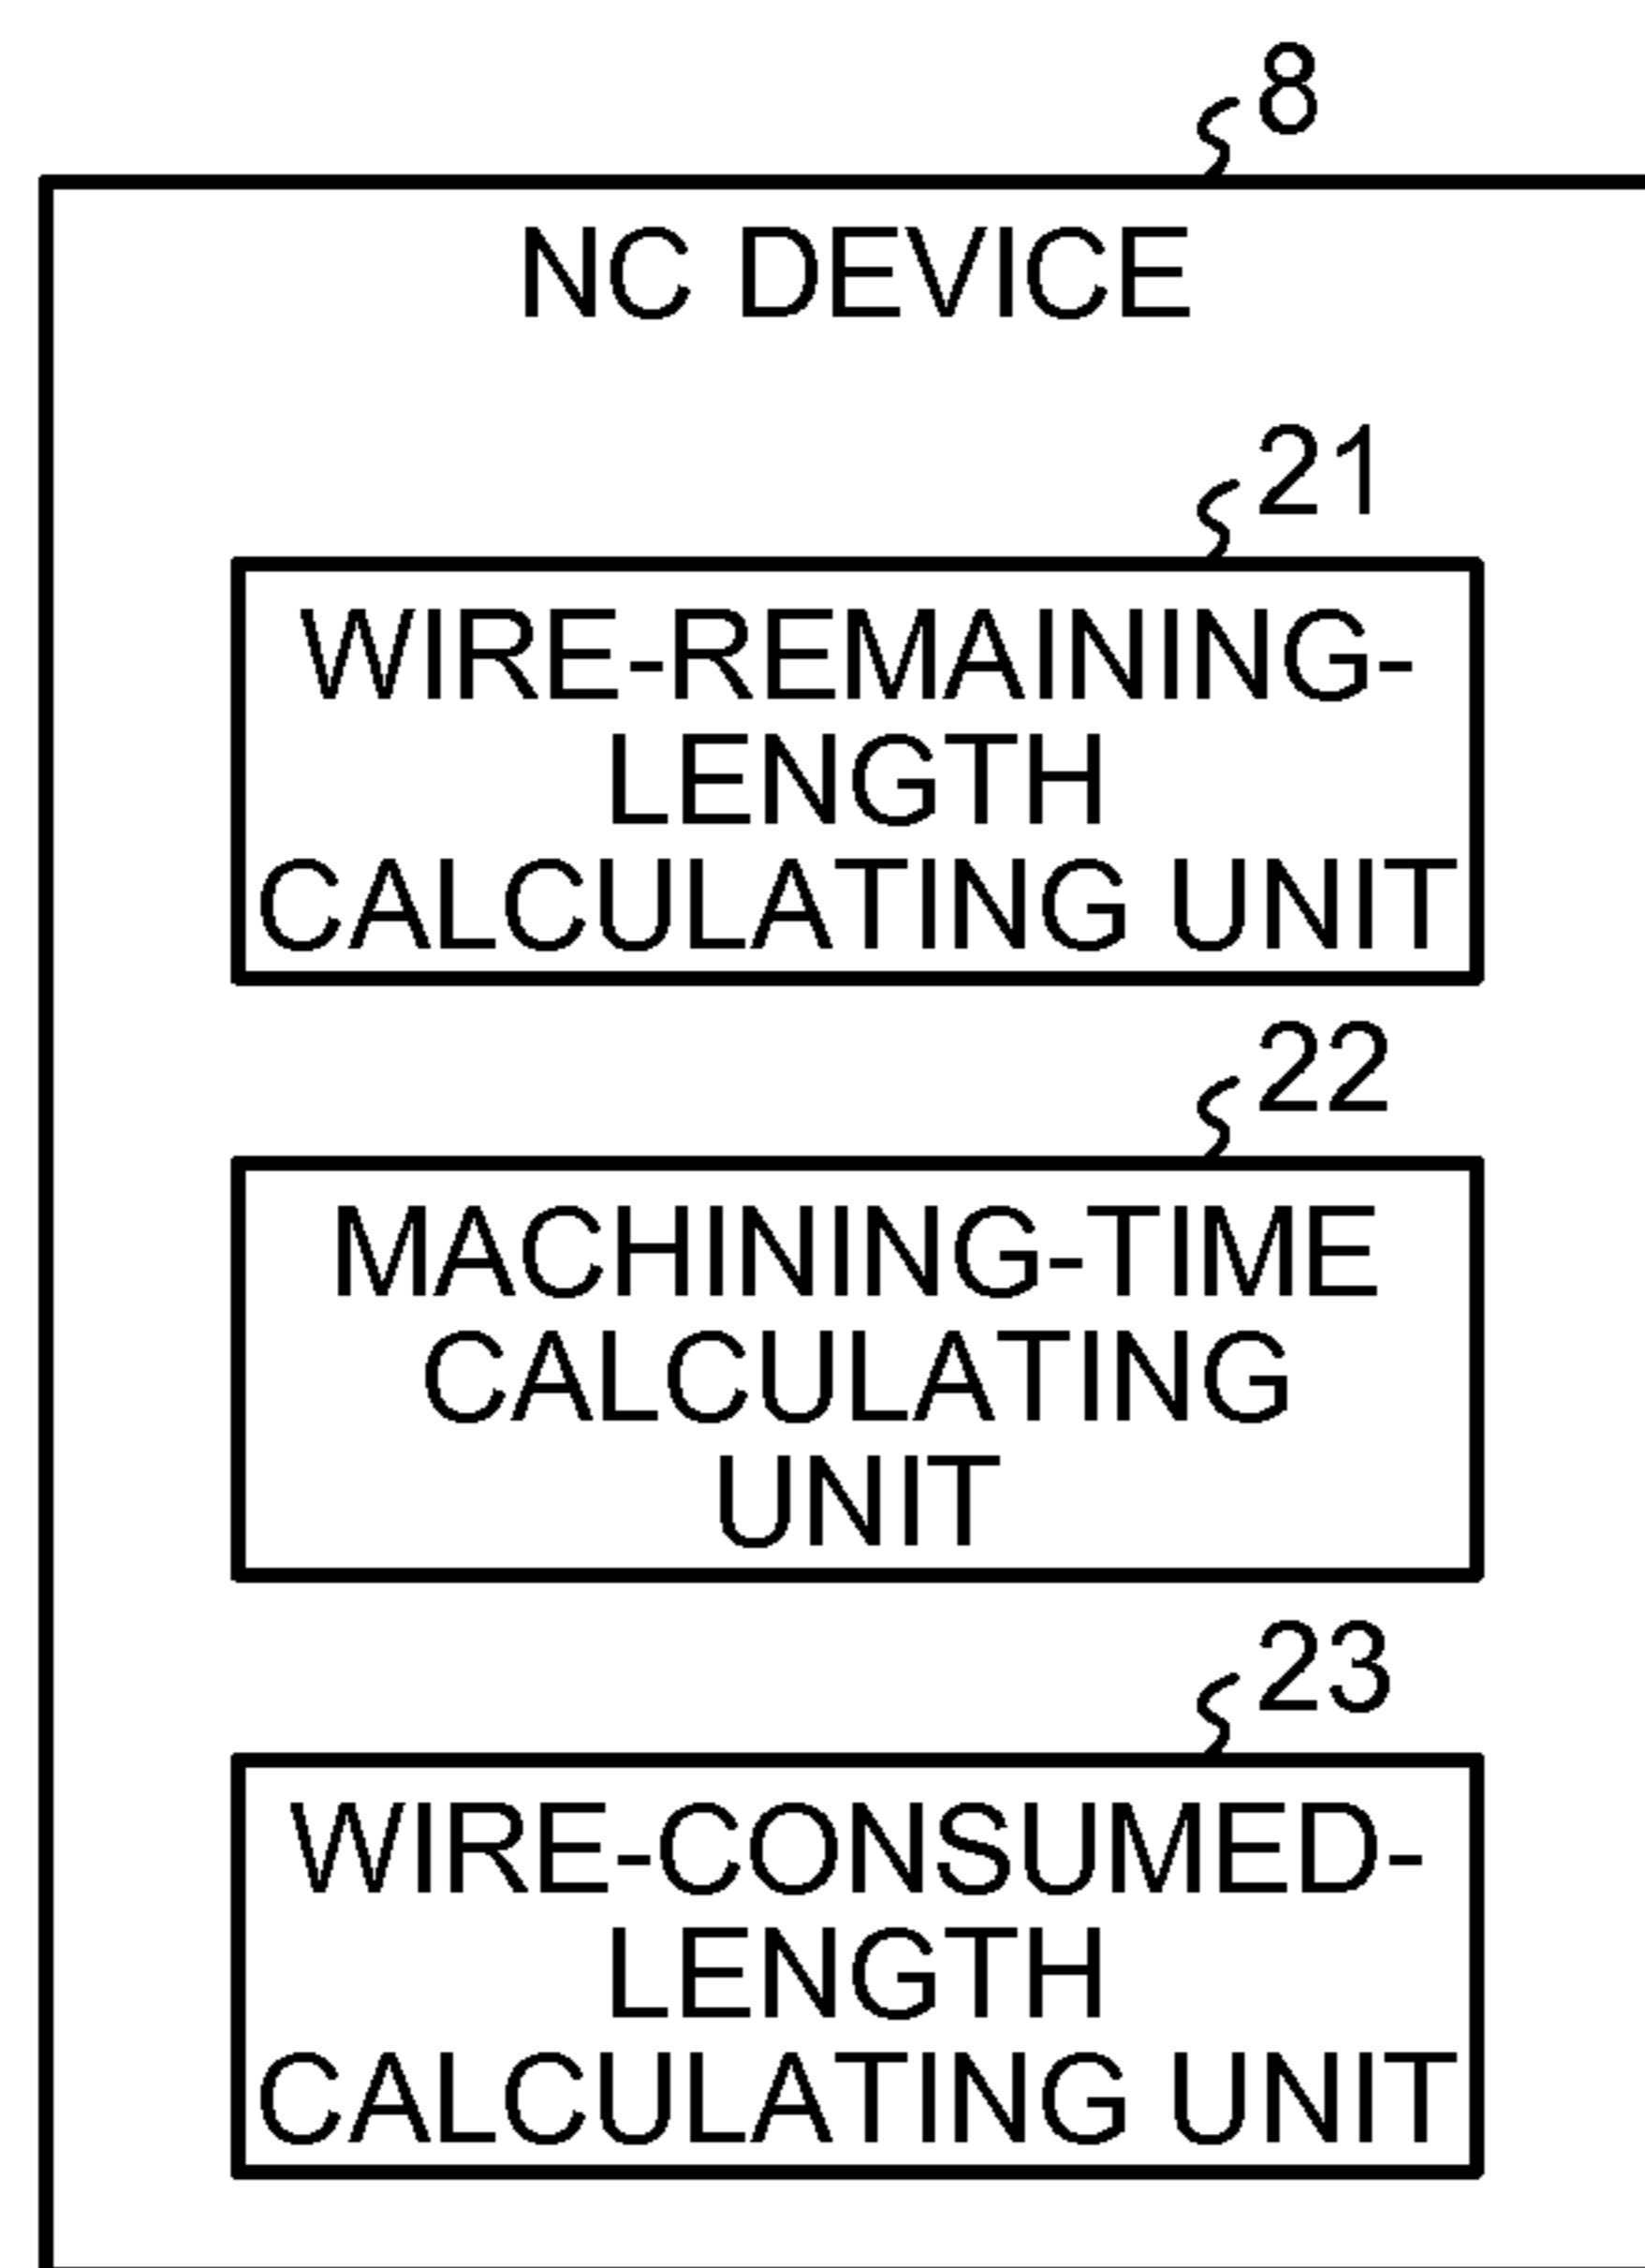 8
NC DEVICE
21
WIRE-REMAINING-
LENGTH
CALCULATING UNIT
22
MACHINING-TIME
CALCULATING
UNIT
23
WIRE-CONSUMED-
LENGTH
CALCULATING UNIT